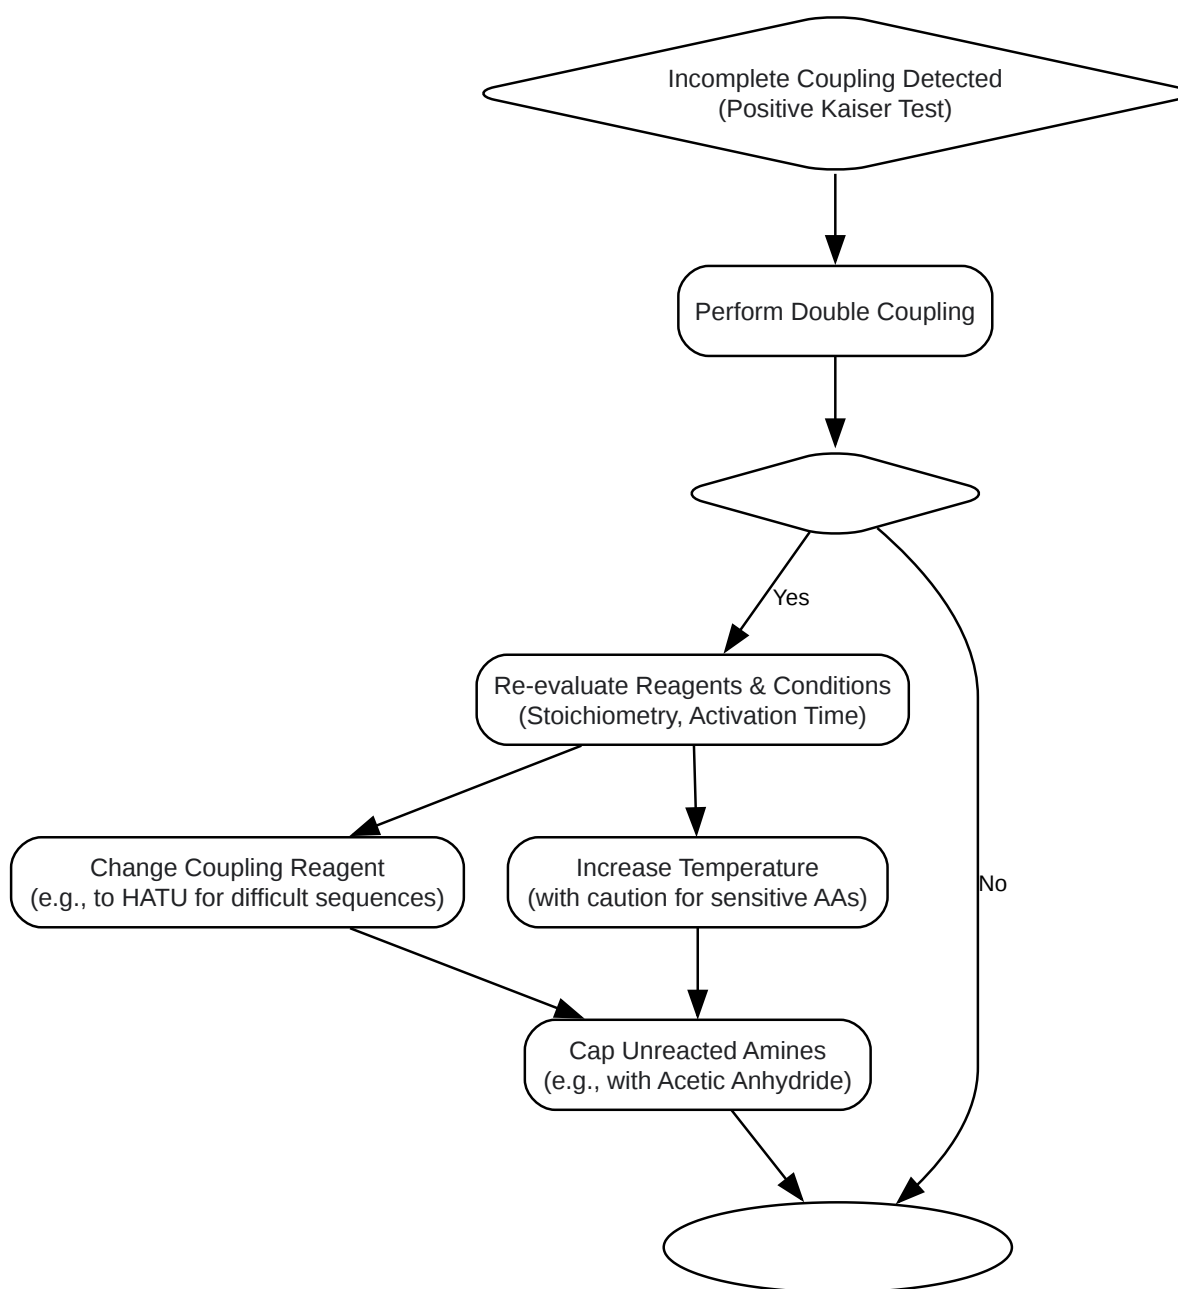 Incomplete Coupling Detected
(Positive Kaiser Test)
Perform Double Coupling
Yes
Re-evaluate Reagents & Conditions
(Stoichiometry, Activation Time)
Change Coupling Reagent
(e.g., to HATU for difficult sequences)
Increase Temperature
(with caution for sensitive AAs)
No
Cap Unreacted Amines
(e.g., with Acetic Anhydride)